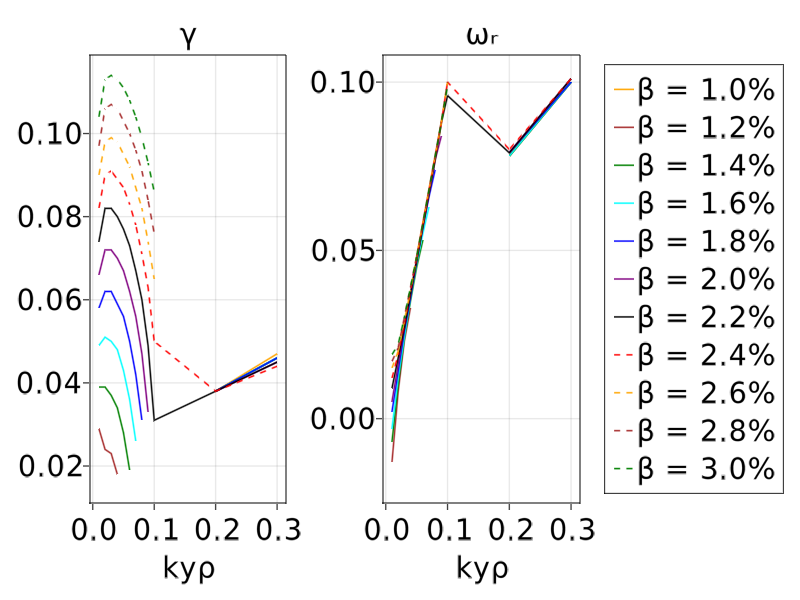 γ
0.10
0.08
0.06
0.04
0.02
0.0 0.1 0.2 0.3
kyρ
ωᵣ
0.10
0.05
0.00
0.0 0.1 0.2 0.3
kyρ
β = 1.0%
β = 1.2%
β = 1.4%
β = 1.6%
β = 1.8%
β = 2.0%
β = 2.2%
β = 2.4%
β = 2.6%
β = 2.8%
β = 3.0%